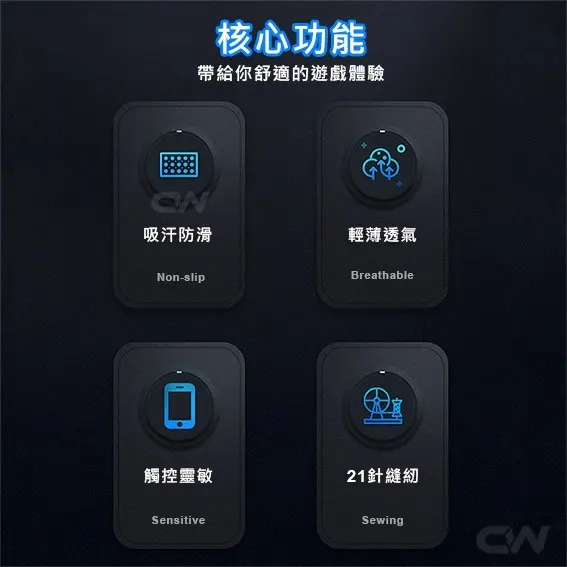 核心功能
帶給你舒適的遊戲體驗
CW
吸汗防滑
輕薄透氣
Non-slip
Breathable
觸控靈敏
21針縫紉
Sensitive
Sewing
CW